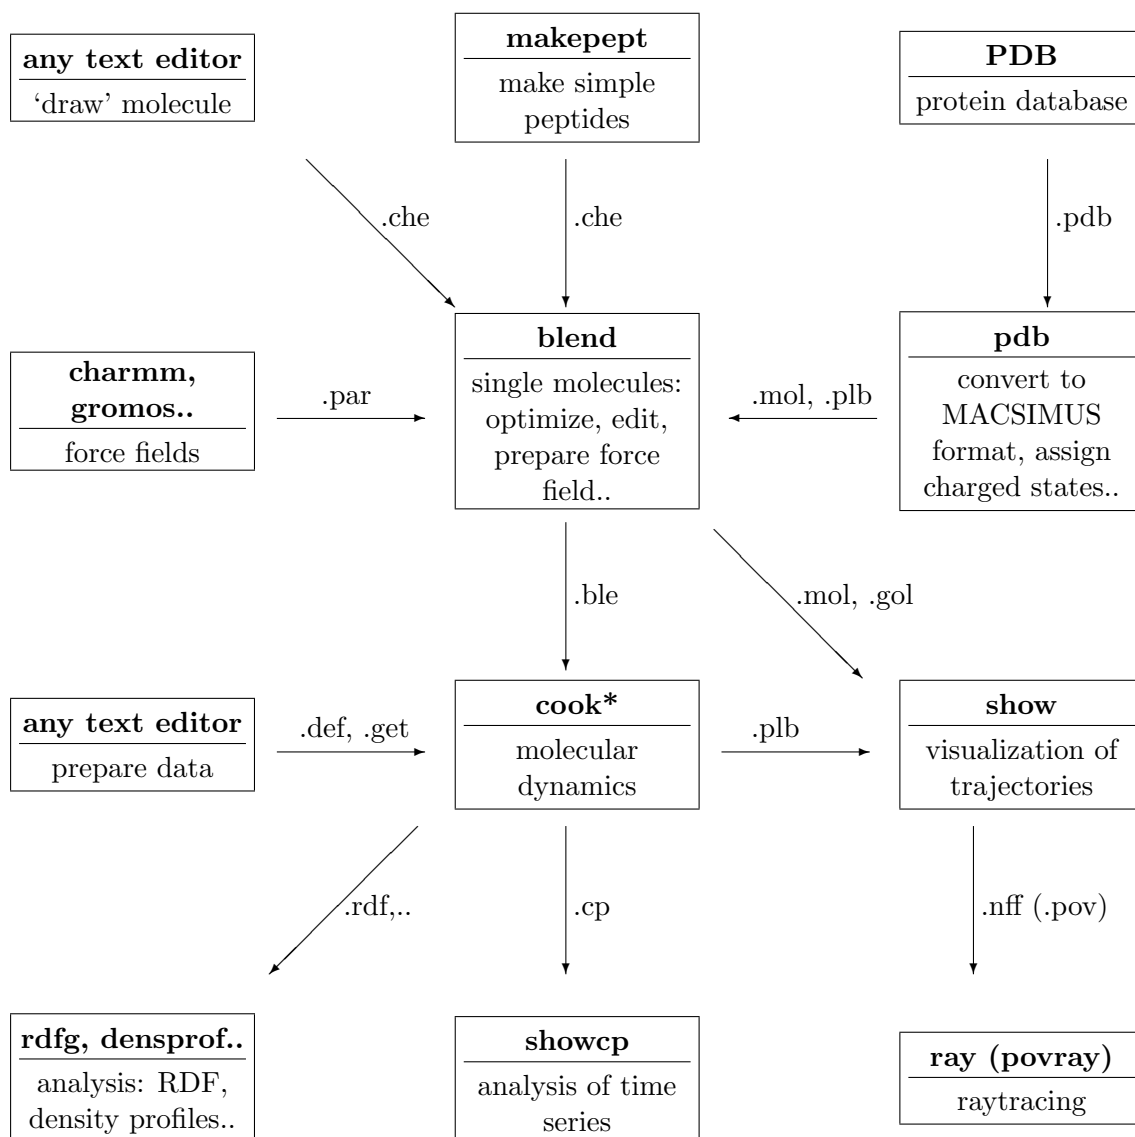 any text editor
‘draw’ molecule
makepept
make simple
peptides
PDB
protein database
.che
.che
.pdb
charmm,
gromos..
force fields
.par
blend
single molecules:
optimize, edit,
prepare force
field..
.mol, .plb
pdb
convert to
MACSIMUS
format, assign
charged states..
.ble
.mol, .gol
any text editor
prepare data
.def, .get
cook*
molecular
dynamics
.plb
show
visualization of
trajectories
.rdf,..
.cp
.nff (.pov)
rdfg, densprof..
analysis: RDF,
density profiles..
showcp
analysis of time
series
ray (povray)
raytracing